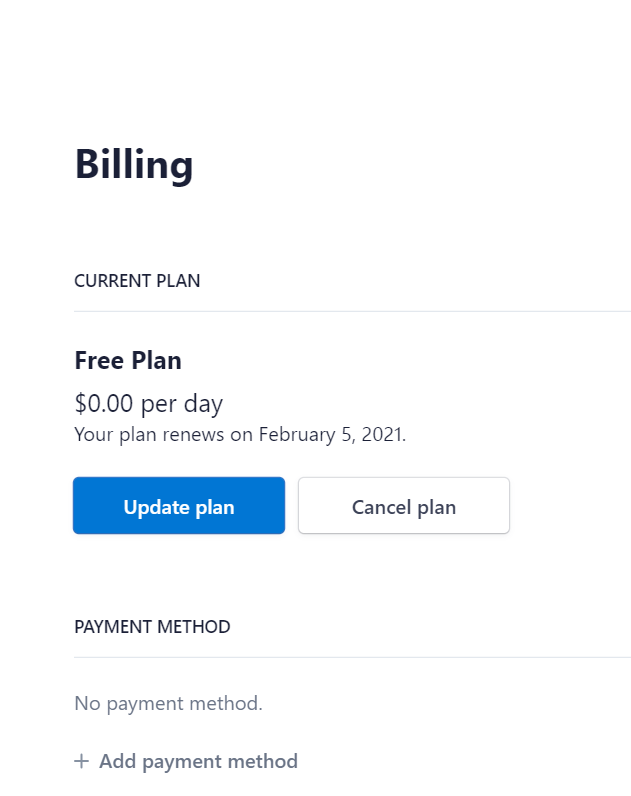 Billing
CURRENT PLAN
Free Plan
$0.00 per day
Your plan renews on February 5, 2021.
Update plan
Cancel plan
PAYMENT METHOD
No payment method.
+ Add payment method